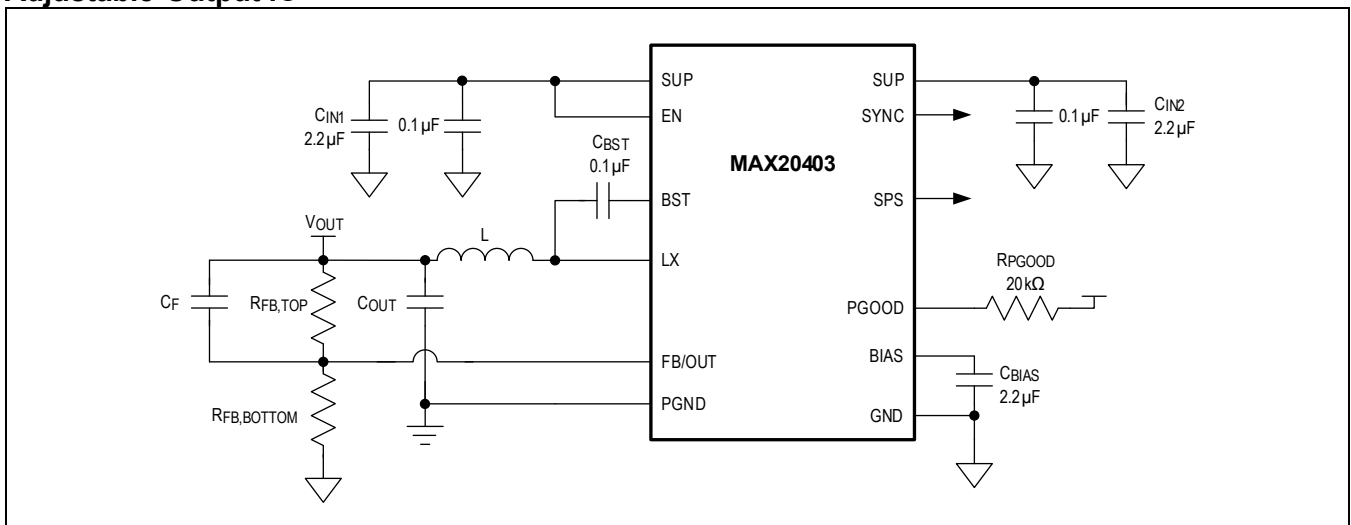 SUP
EN
BST
LX
FB/OUT
PGND
MAX20403
SUP
SYNC
SPS
PGOOD
BIAS
GND
CIN1
2.2µF
0.1µF
CBST
0.1µF
VOUT
L
CF
RFB,TOP
COUT
RFB,BOTTOM
0.1µF
CIN2
2.2µF
RPGOOD
20kΩ
CBIAS
2.2µF